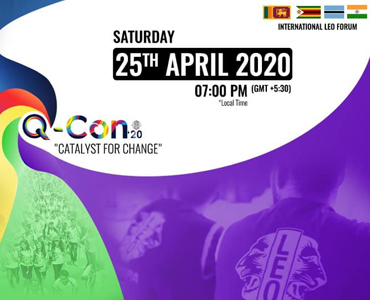 INTERNATIONAL LEO FORUM
SATURDAY
25TH APRIL 2020
07:00 PM (GMT +5:30)
*Local Time
Q-Con '20
"CATALYST FOR CHANGE"
LEO